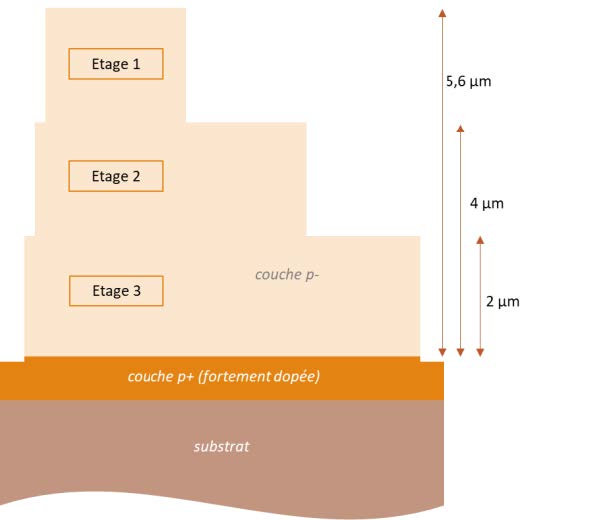 Etage 1
5,6 µm
Etage 2
4 µm
couche p-
Etage 3
2 µm
couche p+ (fortement dopée)
substrat